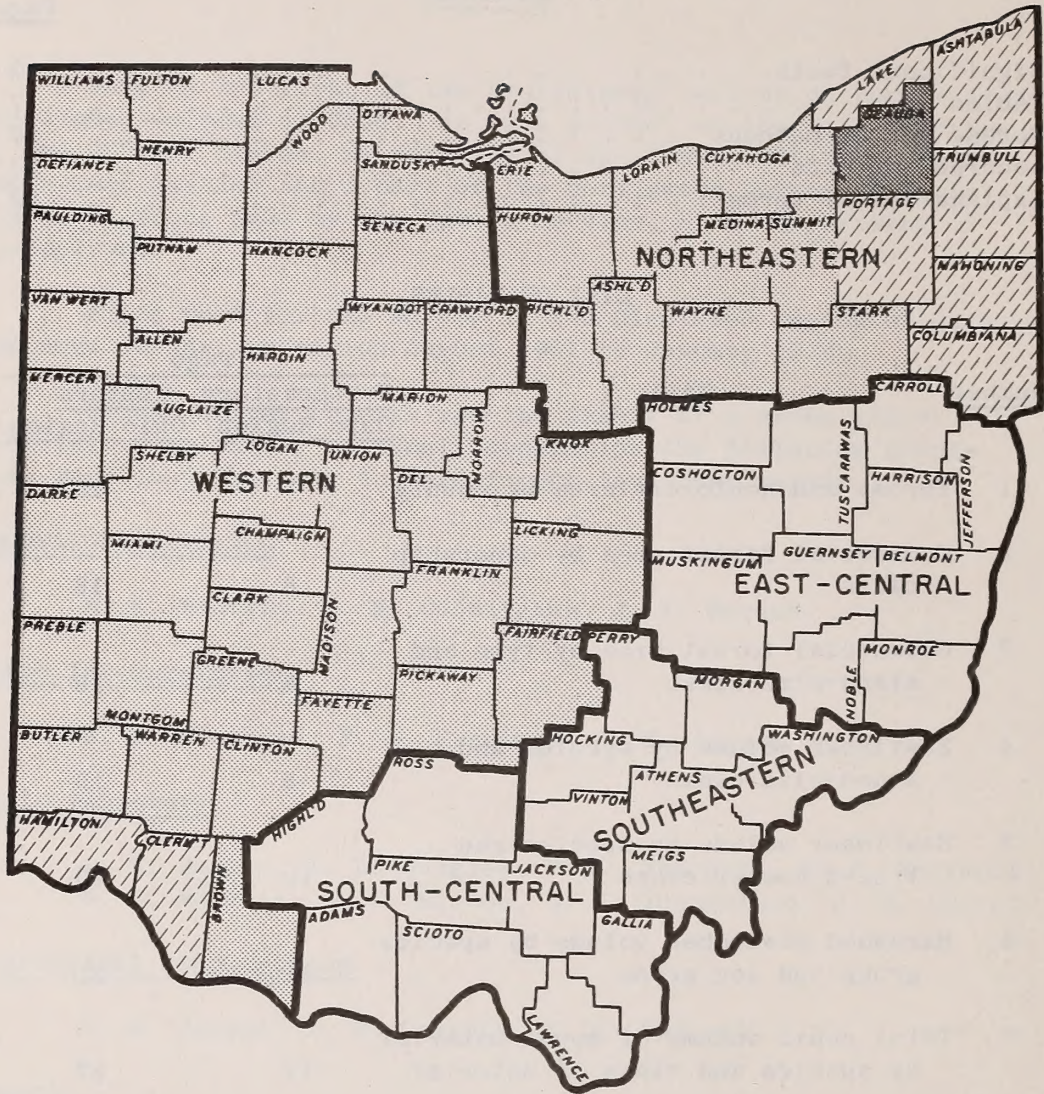 WILLIAMS
FULTON
LUCAS
OTTAWA
WOOD
HENRY
DEFIANCE
SANDUSKY
ERIE
LORAIN
CUYAHOGA
LAKE
GEAUGA
ASHTABULA
TRUMBULL
PAULDING
PUTNAM
HANCOCK
SENECA
HURON
MEDINA
SUMMIT
PORTAGE
NORTHEASTERN
MAHONING
VAN WERT
ALLEN
HARDIN
WYANDOT
CRAWFORD
RICHL'D
ASHL'D
WAYNE
STARK
COLUMBIANA
MERCER
AUGLAIZE
MARION
MORROW
KNOX
HOLMES
CARROLL
SHELBY
LOGAN
UNION
DEL.
WESTERN
COSHOCTON
TUSCARAWAS
HARRISON
JEFFERSON
DARKE
MIAMI
CHAMPAIGN
LICKING
MUSKINGUM
GUERNSEY
BELMONT
EAST-CENTRAL
CLARK
MADISON
FRANKLIN
FAIRFIELD
PERRY
MORGAN
NOBLE
MONROE
PREBLE
MONTGOM
GREENE
FAYETTE
PICKAWAY
HOCKING
WASHINGTON
BUTLER
WARREN
CLINTON
ROSS
VINTON
ATHENS
SOUTHEASTERN
HAMILTON
CLERM'T
BROWN
HIGHL'D
PIKE
JACKSON
MEIGS
SOUTH-CENTRAL
ADAMS
SCIOTO
GALLIA
LAWRENCE